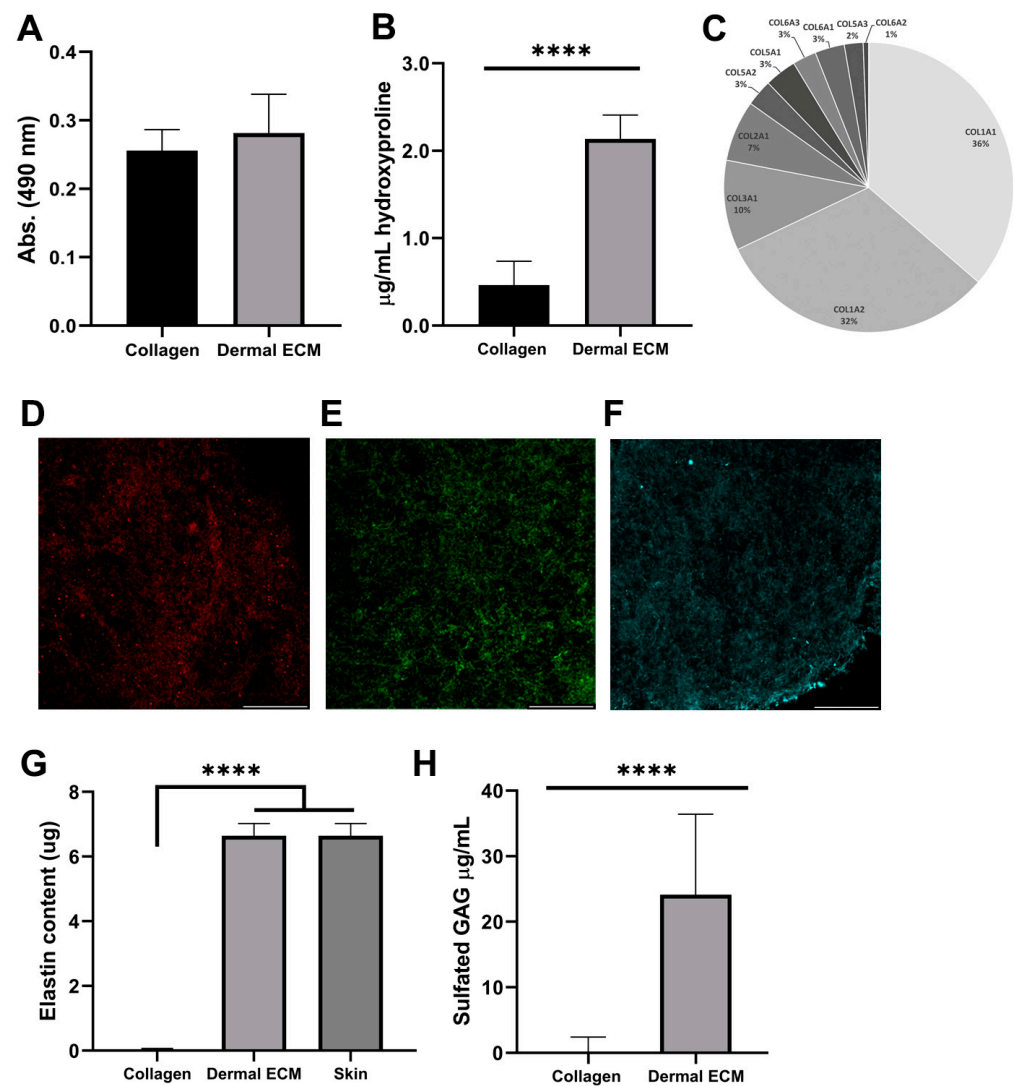 A
Abs. (490 nm)
0.4
0.3
0.2
0.1
0.0
Collagen
Dermal ECM
B
****
µg/mL hydroxyproline
3.0
2.0
1.0
0.0
Collagen
Dermal ECM
C
COL6A3
3%
COL6A1
3%
COL5A3
2%
COL6A2
1%
COL5A1
3%
COL5A2
3%
COL2A1
7%
COL3A1
10%
COL1A1
36%
COL1A2
32%
D
E
F
G
****
Elastin content (ug)
8
6
4
2
0
Collagen
Dermal ECM
Skin
H
****
Sulfated GAG µg/mL
40
30
20
10
0
Collagen
Dermal ECM